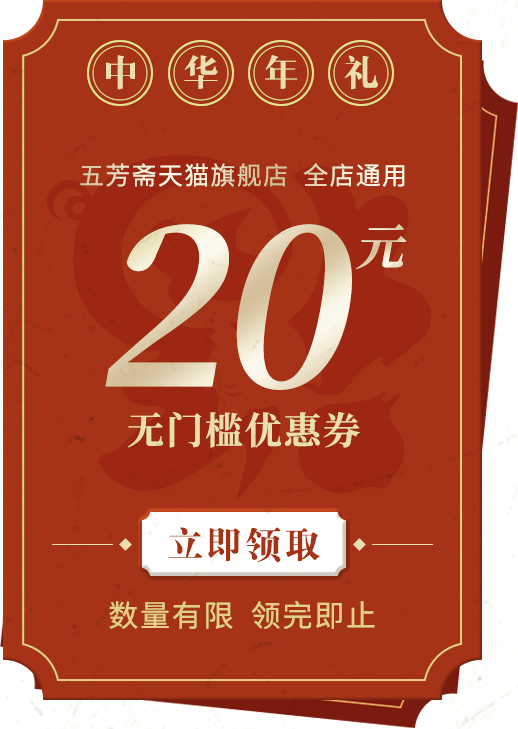 中华年礼
五芳斋天猫旗舰店 全店通用
20元
无门槛优惠券
立即领取
数量有限 领完即止